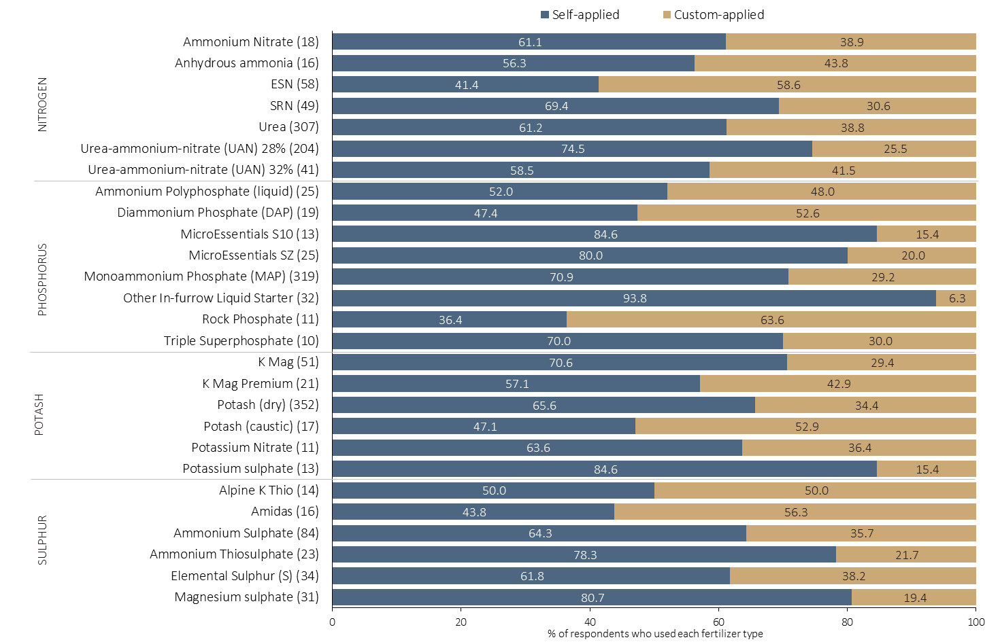 Self-applied Custom-applied
NITROGEN
Ammonium Nitrate (18) 61.1 38.9
Anhydrous ammonia (16) 56.3 43.8
ESN (58) 41.4 58.6
SRN (49) 69.4 30.6
Urea (307) 61.2 38.8
Urea-ammonium-nitrate (UAN) 28% (204) 74.5 25.5
Urea-ammonium-nitrate (UAN) 32% (41) 58.5 41.5
PHOSPHORUS
Ammonium Polyphosphate (liquid) (25) 52.0 48.0
Diammonium Phosphate (DAP) (19) 47.4 52.6
MicroEssentials S10 (13) 84.6 15.4
MicroEssentials SZ (25) 80.0 20.0
Monoammonium Phosphate (MAP) (319) 70.9 29.2
Other In-furrow Liquid Starter (32) 93.8 6.3
Rock Phosphate (11) 36.4 63.6
Triple Superphosphate (10) 70.0 30.0
POTASH
K Mag (51) 70.6 29.4
K Mag Premium (21) 57.1 42.9
Potash (dry) (352) 65.6 34.4
Potash (caustic) (17) 47.1 52.9
Potassium Nitrate (11) 63.6 36.4
Potassium sulphate (13) 84.6 15.4
SULPHUR
Alpine K Thio (14) 50.0 50.0
Amidas (16) 43.8 56.3
Ammonium Sulphate (84) 64.3 35.7
Ammonium Thiosulphate (23) 78.3 21.7
Elemental Sulphur (S) (34) 61.8 38.2
Magnesium sulphate (31) 80.7 19.4
0 20 40 60 80 100
% of respondents who used each fertilizer type